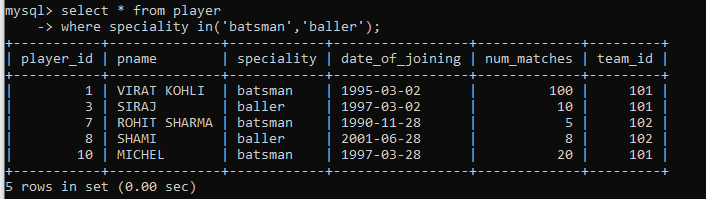 mysql> select * from player
    -> where speciality in('batsman','baller');
+-----------+--------------+------------+-----------------+-------------+---------+
| player_id | pname        | speciality | date_of_joining | num_matches | team_id |
+-----------+--------------+------------+-----------------+-------------+---------+
|         1 | VIRAT KOHLI  | batsman    | 1995-03-02      |         100 |     101 |
|         3 | SIRAJ        | baller     | 1997-03-02      |          10 |     101 |
|         7 | ROHIT SHARMA | batsman    | 1990-11-28      |           5 |     102 |
|         8 | SHAMI        | baller     | 2001-06-28      |           8 |     102 |
|        10 | MICHEL       | batsman    | 1997-03-28      |          20 |     101 |
+-----------+--------------+------------+-----------------+-------------+---------+
5 rows in set (0.00 sec)